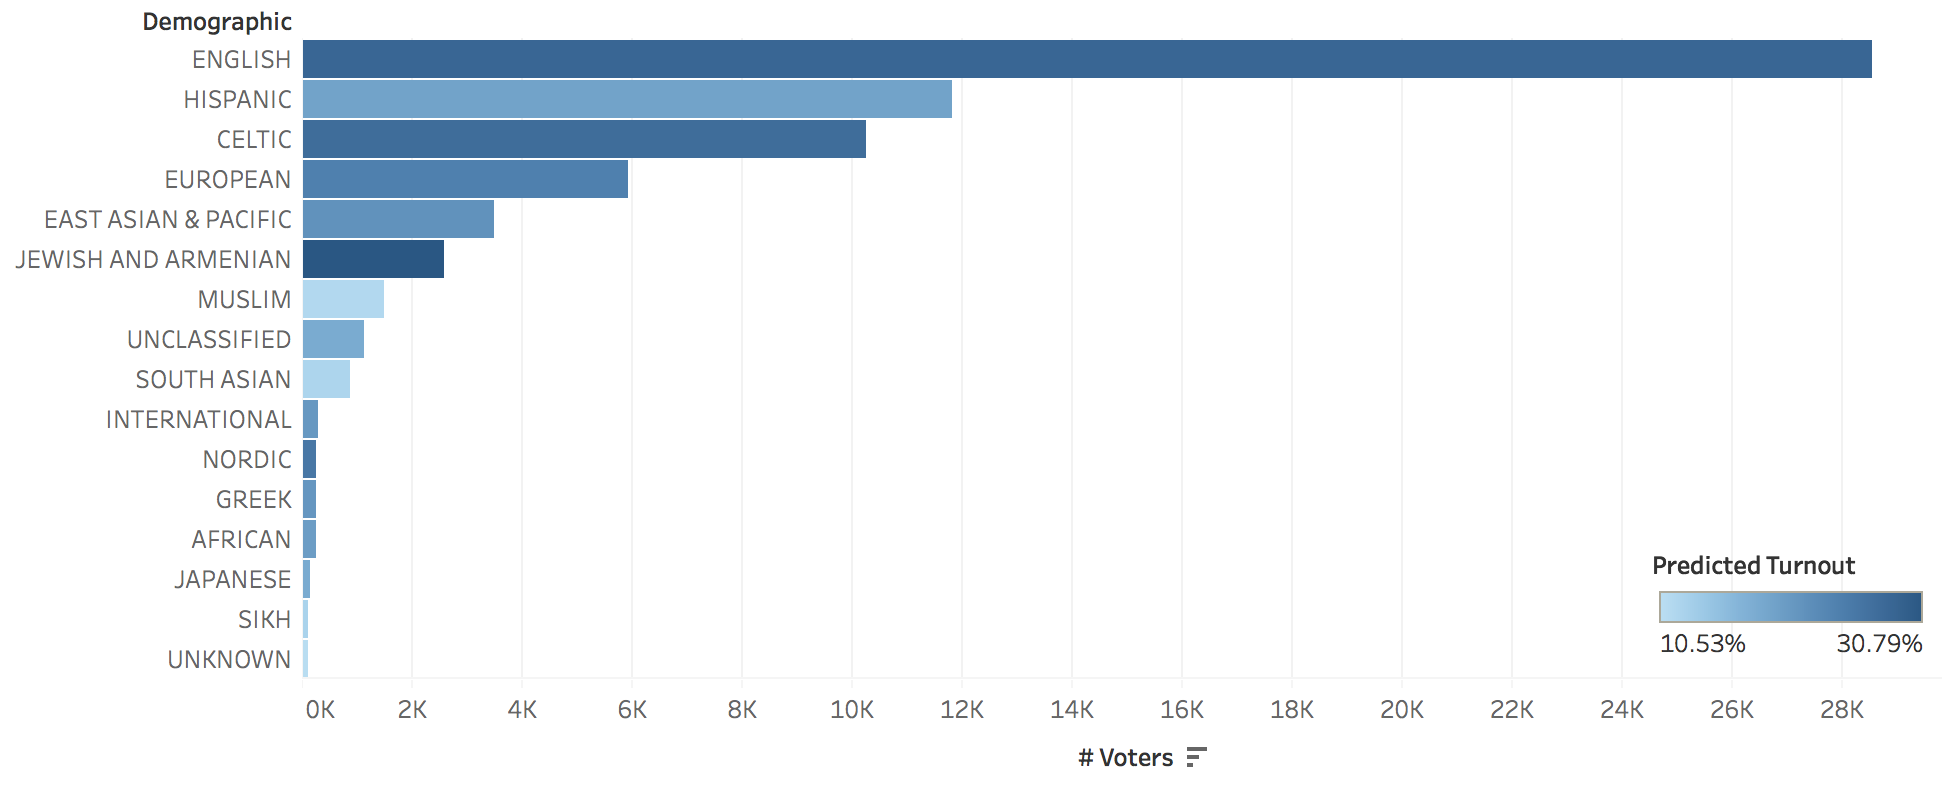 Demographic
ENGLISH
HISPANIC
CELTIC
EUROPEAN
EAST ASIAN & PACIFIC
JEWISH AND ARMENIAN
MUSLIM
UNCLASSIFIED
SOUTH ASIAN
INTERNATIONAL
NORDIC
GREEK
AFRICAN
JAPANESE
SIKH
UNKNOWN
Predicted Turnout
10.53% 30.79%
0K 2K 4K 6K 8K 10K 12K 14K 16K 18K 20K 22K 24K 26K 28K
# Voters